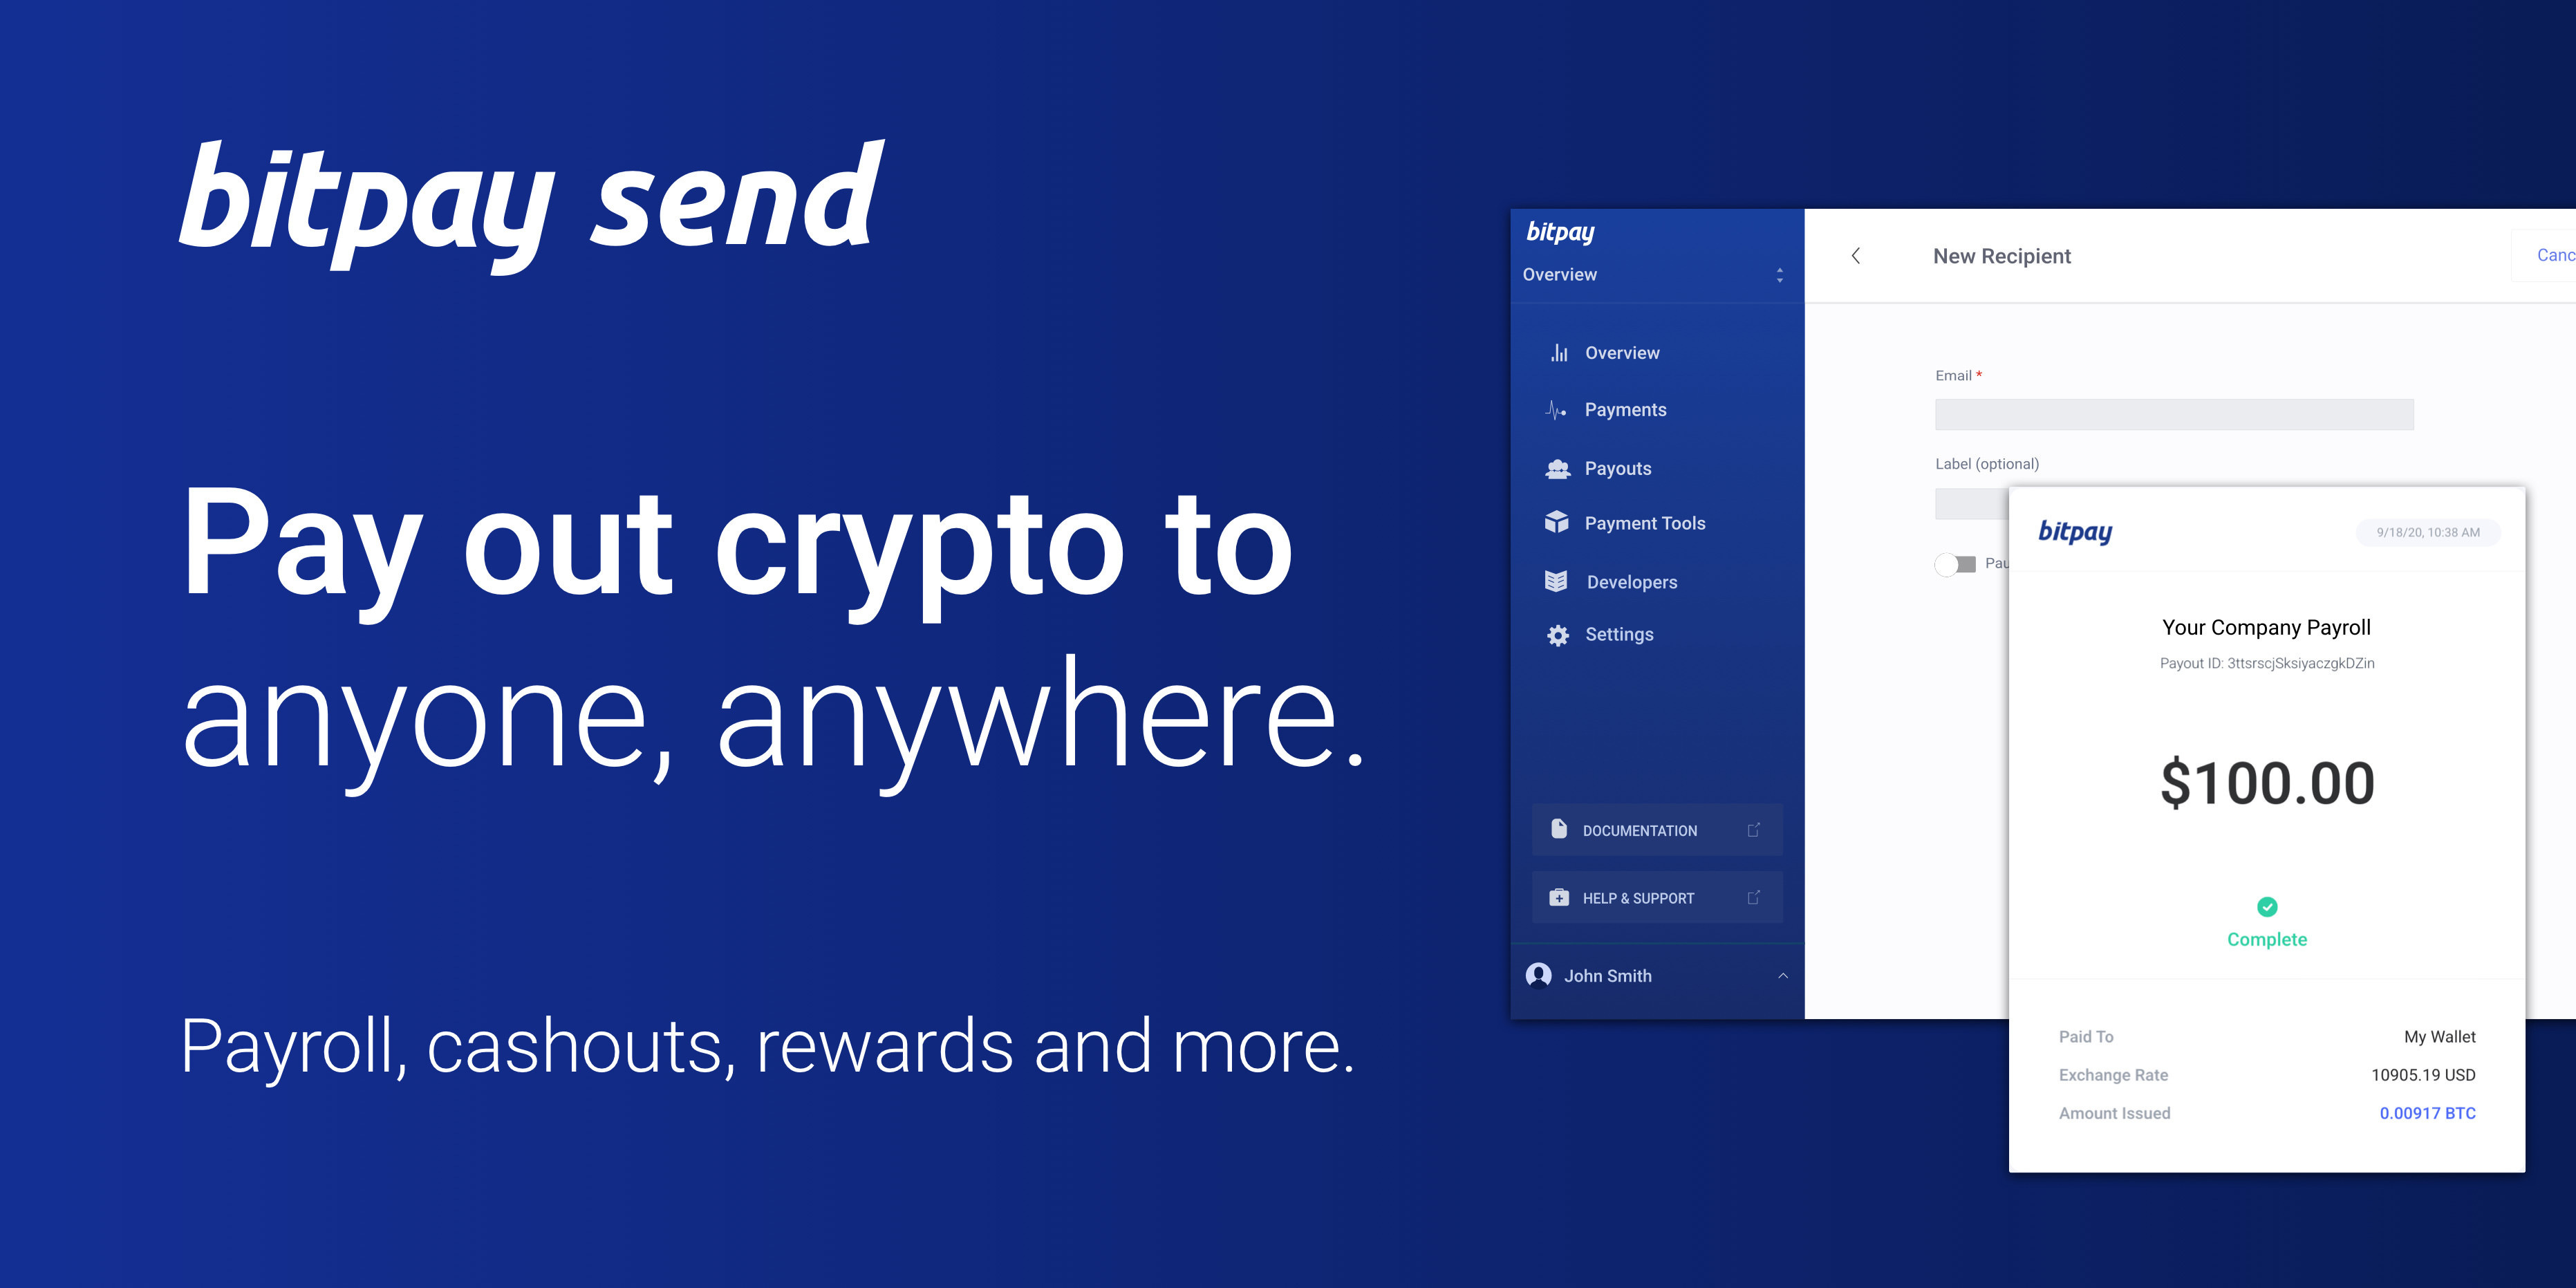 bitpay send
Pay out crypto to
anyone, anywhere.
Payroll, cashouts, rewards and more.
bitpay
Overview
Overview
Payments
Payouts
Payment Tools
Developers
Settings
DOCUMENTATION
HELP & SUPPORT
John Smith
New Recipient
Canc
Email *
Label (optional)
Pau
bitpay
9/18/20, 10:38 AM
Your Company Payroll
Payout ID: 3ttsrscjSksiyaczgkDZin
$100.00
Complete
Paid To My Wallet
Exchange Rate 10905.19 USD
Amount Issued 0.00917 BTC